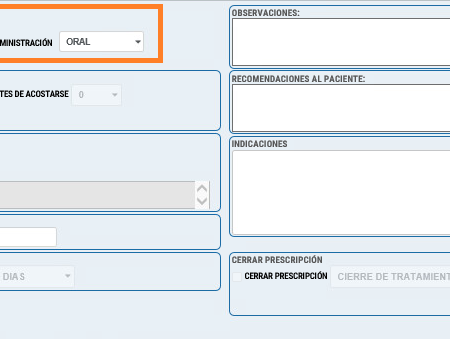 MINISTRACIÓN ORAL
TES DE ACOSTARSE 0
DIAS
OBSERVACIONES:
RECOMENDACIONES AL PACIENTE:
INDICACIONES
CERRAR PRESCRIPCIÓN
CERRAR PRESCRIPCIÓN CIERRE DE TRATAMIENT